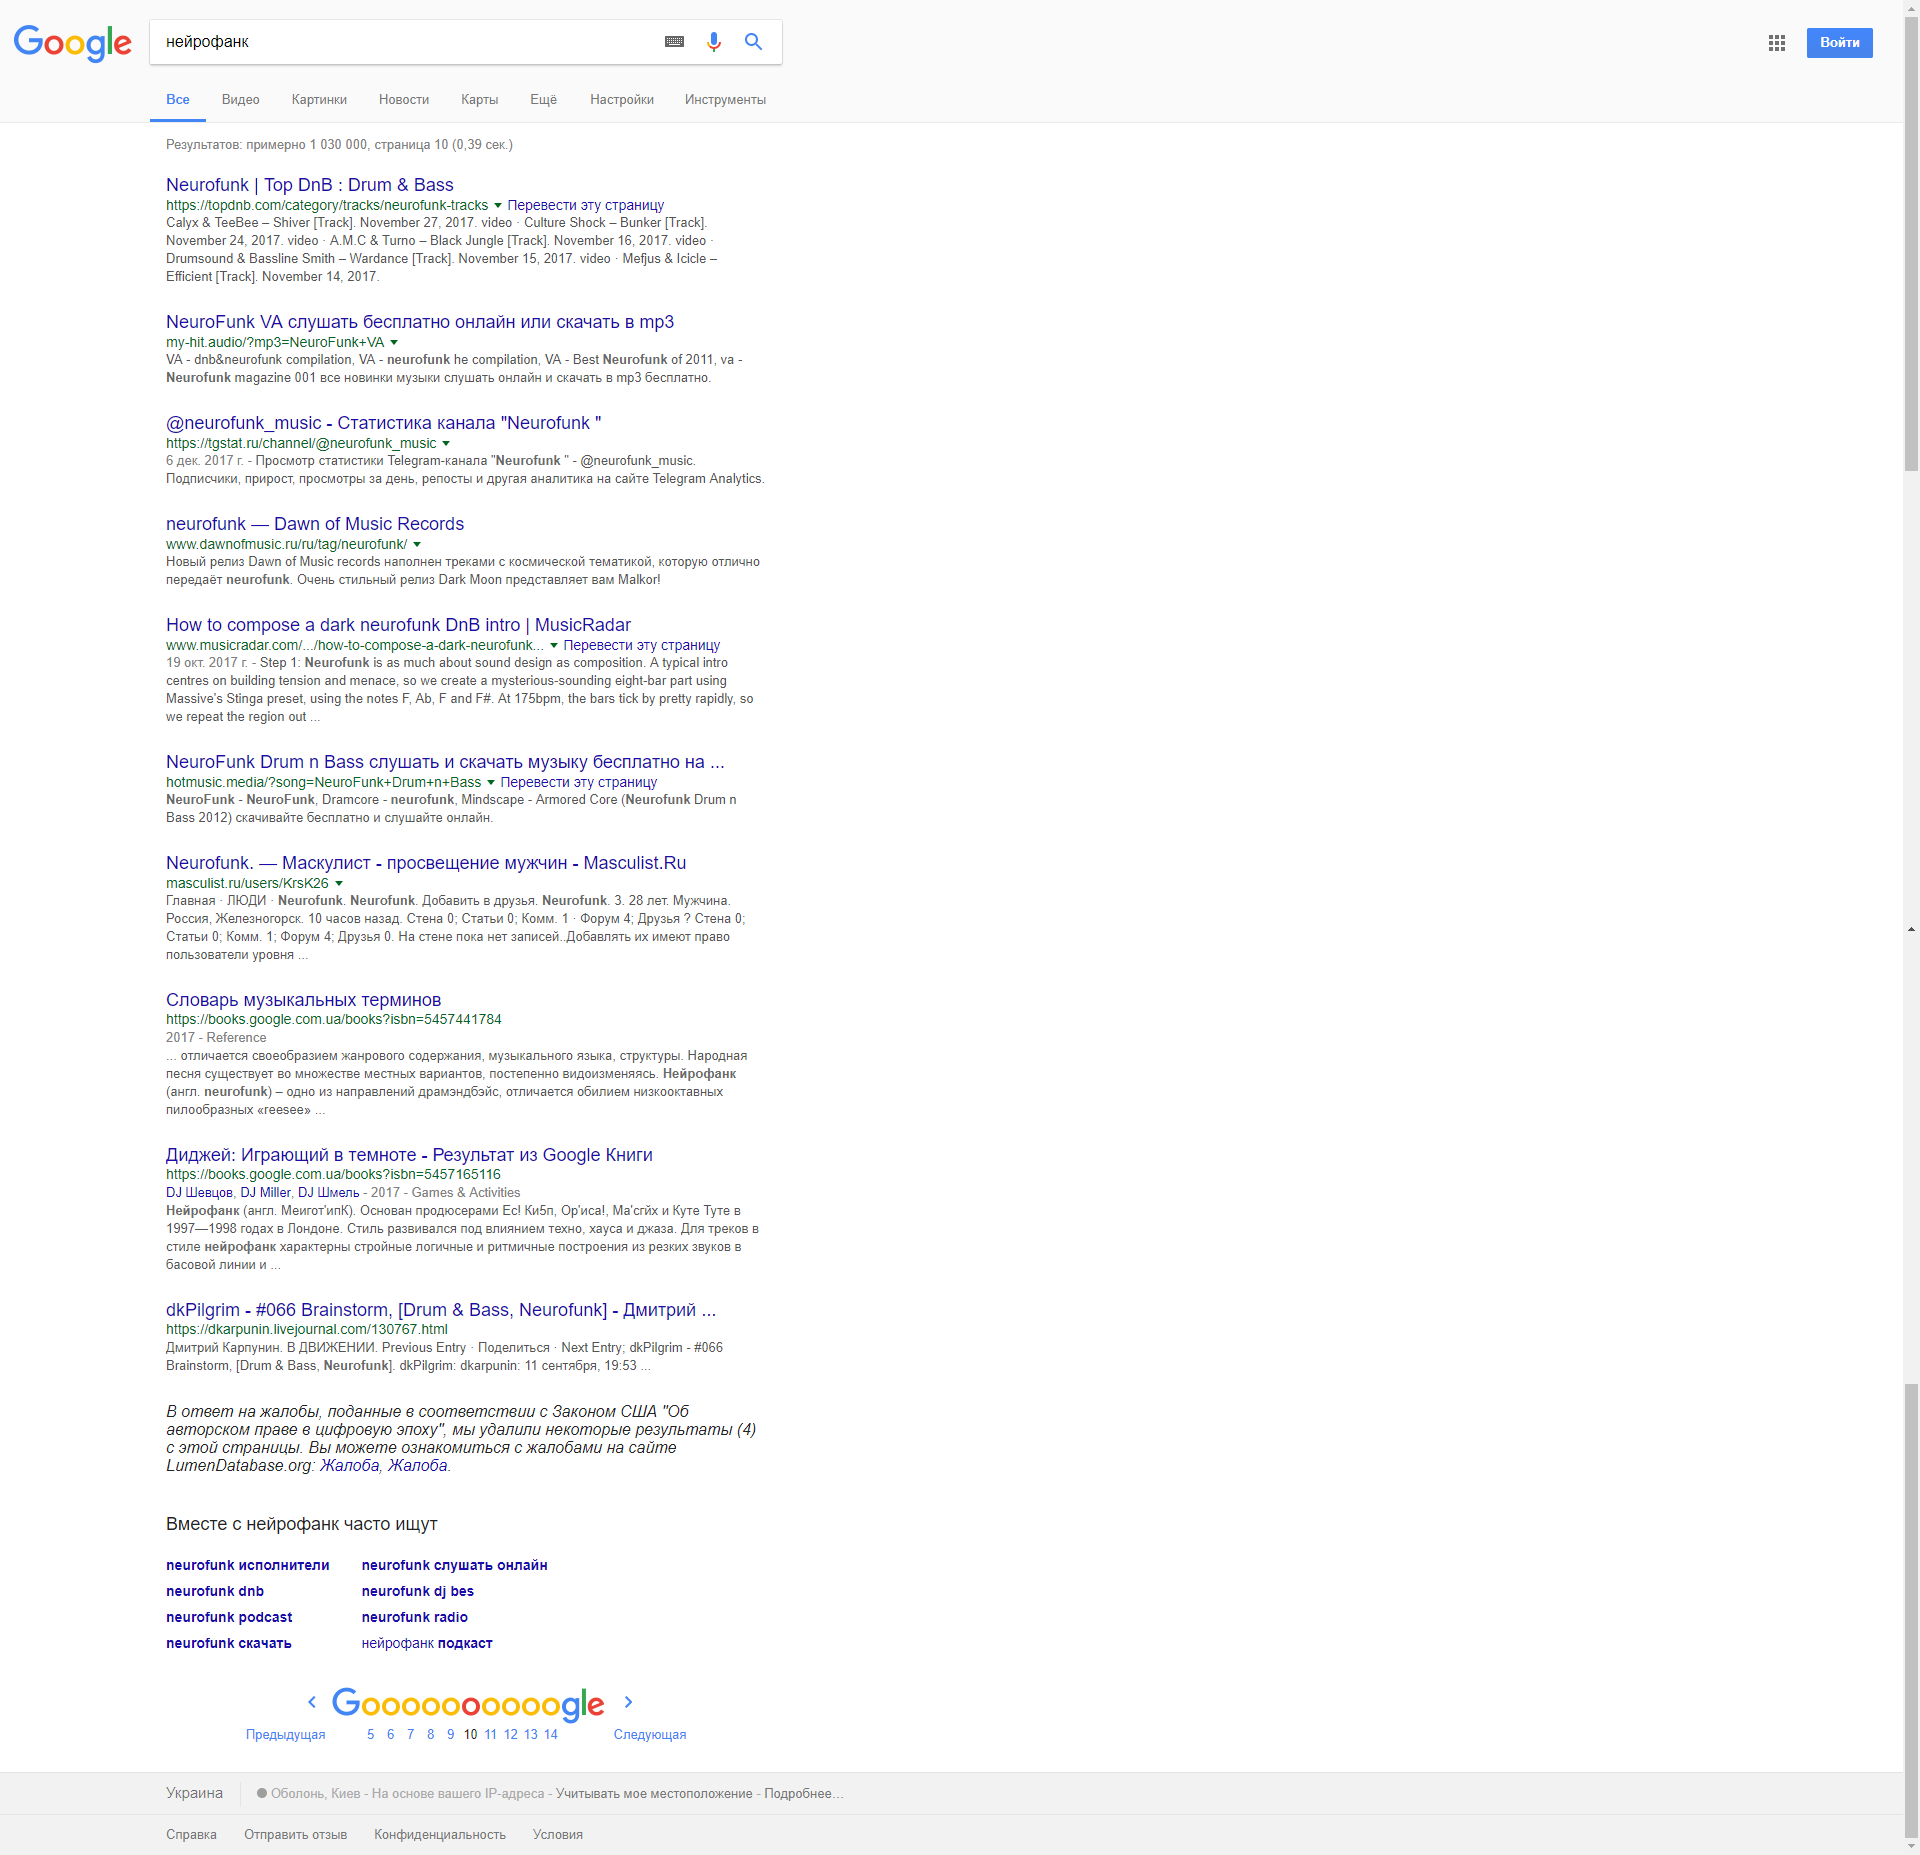 Google
нейрофанк
Войти
Все Видео Картинки Новости Карты Ещё Настройки Инструменты
Результатов: примерно 1 030 000, страница 10 (0,39 сек.)
Neurofunk | Top DnB : Drum & Bass
https://topdnb.com/category/tracks/neurofunk-tracks Перевести эту страницу
Calyx & TeeBee – Shiver [Track]. November 27, 2017. video · Culture Shock – Bunker [Track].
November 24, 2017. video · A.M.C & Turno – Black Jungle [Track]. November 16, 2017. video ·
Drumsound & Bassline Smith – Wardance [Track]. November 15, 2017. video · Mefjus & Icicle –
Efficient [Track]. November 14, 2017.
NeuroFunk VA слушать бесплатно онлайн или скачать в mp3
my-hit.audio/?mp3=NeuroFunk+VA
VA - dnb&neurofunk compilation, VA - neurofunk he compilation, VA - Best Neurofunk of 2011, va -
Neurofunk magazine 001 все новинки музыки слушать онлайн и скачать в mp3 бесплатно.
@neurofunk_music - Статистика канала "Neurofunk "
https://tgstat.ru/channel/@neurofunk_music
6 дек. 2017 г. - Просмотр статистики Telegram-канала "Neurofunk " - @neurofunk_music.
Подписчики, прирост, просмотры за день, репосты и другая аналитика на сайте Telegram Analytics.
neurofunk — Dawn of Music Records
www.dawnofmusic.ru/ru/tag/neurofunk/
Новый релиз Dawn of Music records наполнен треками с космической тематикой, которую отлично
передаёт neurofunk. Очень стильный релиз Dark Moon представляет вам Malkor!
How to compose a dark neurofunk DnB intro | MusicRadar
www.musicradar.com/.../how-to-compose-a-dark-neurofunk... Перевести эту страницу
19 окт. 2017 г. - Step 1: Neurofunk is as much about sound design as composition. A typical intro
centres on building tension and menace, so we create a mysterious-sounding eight-bar part using
Massive's Stinga preset, using the notes F, Ab, F and F#. At 175bpm, the bars tick by pretty rapidly, so
we repeat the region out ...
NeuroFunk Drum n Bass слушать и скачать музыку бесплатно на ...
hotmusic.media/?song=NeuroFunk+Drum+n+Bass Перевести эту страницу
NeuroFunk - NeuroFunk, Dramcore - neurofunk, Mindscape - Armored Core (Neurofunk Drum n
Bass 2012) скачивайте бесплатно и слушайте онлайн.
Neurofunk. — Маскулист - просвещение мужчин - Masculist.Ru
masculist.ru/users/KrsK26
Главная · ЛЮДИ · Neurofunk. Neurofunk. Добавить в друзья. Neurofunk. 3. 28 лет. Мужчина.
Россия, Железногорск. 10 часов назад. Стена 0; Статьи 0; Комм. 1 · Форум 4; Друзья ? Стена 0;
Статьи 0; Комм. 1; Форум 4; Друзья 0. На стене пока нет записей..Добавлять их имеют право
пользователи уровня ...
Словарь музыкальных терминов
https://books.google.com.ua/books?isbn=5457441784
2017 - Reference
... отличается своеобразием жанрового содержания, музыкального языка, структуры. Народная
песня существует во множестве местных вариантов, постепенно видоизменяясь. Нейрофанк
(англ. neurofunk) – одно из направлений драмэндбэйс, отличается обилием низкооктавных
пилообразных «reesee» ...
Диджей: Играющий в темноте - Результат из Google Книги
https://books.google.com.ua/books?isbn=5457165116
DJ Шевцов, DJ Miller, DJ Шмель - 2017 - Games & Activities
Нейрофанк (англ. Меигот'ипК). Основан продюсерами Ес! Ки5п, Ор'иса!, Ма'сгйх и Куте Туте в
1997—1998 годах в Лондоне. Стиль развивался под влиянием техно, хауса и джаза. Для треков в
стиле нейрофанк характерны стройные логичные и ритмичные построения из резких звуков в
басовой линии и ...
dkPilgrim - #066 Brainstorm, [Drum & Bass, Neurofunk] - Дмитрий ...
https://dkarpunin.livejournal.com/130767.html
Дмитрий Карпунин. В ДВИЖЕНИИ. Previous Entry · Поделиться · Next Entry; dkPilgrim - #066
Brainstorm, [Drum & Bass, Neurofunk]. dkPilgrim: dkarpunin: 11 сентября, 19:53 ...
В ответ на жалобы, поданные в соответствии с Законом США "Об
авторском праве в цифровую эпоху", мы удалили некоторые результаты (4)
с этой страницы. Вы можете ознакомиться с жалобами на сайте
LumenDatabase.org: Жалоба, Жалоба.
Вместе с нейрофанк часто ищут
neurofunk исполнители neurofunk слушать онлайн
neurofunk dnb neurofunk dj bes
neurofunk podcast neurofunk radio
neurofunk скачать нейрофанк подкаст
Goooooooooogle
Предыдущая 5 6 7 8 9 10 11 12 13 14 Следующая
Украина Оболонь, Киев - На основе вашего IP-адреса - Учитывать мое местоположение - Подробнее…
Справка Отправить отзыв Конфиденциальность Условия